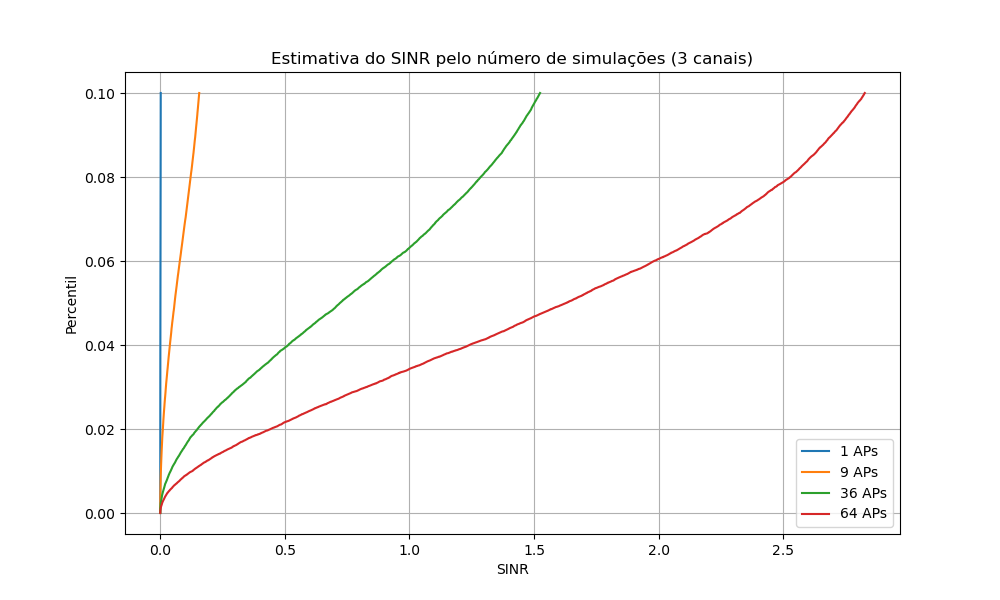 Estimativa do SINR pelo número de simulações (3 canais)
Percentil
0.10
0.08
0.06
0.04
0.02
0.00
0.0 0.5 1.0 1.5 2.0 2.5
SINR
1 APs
9 APs
36 APs
64 APs